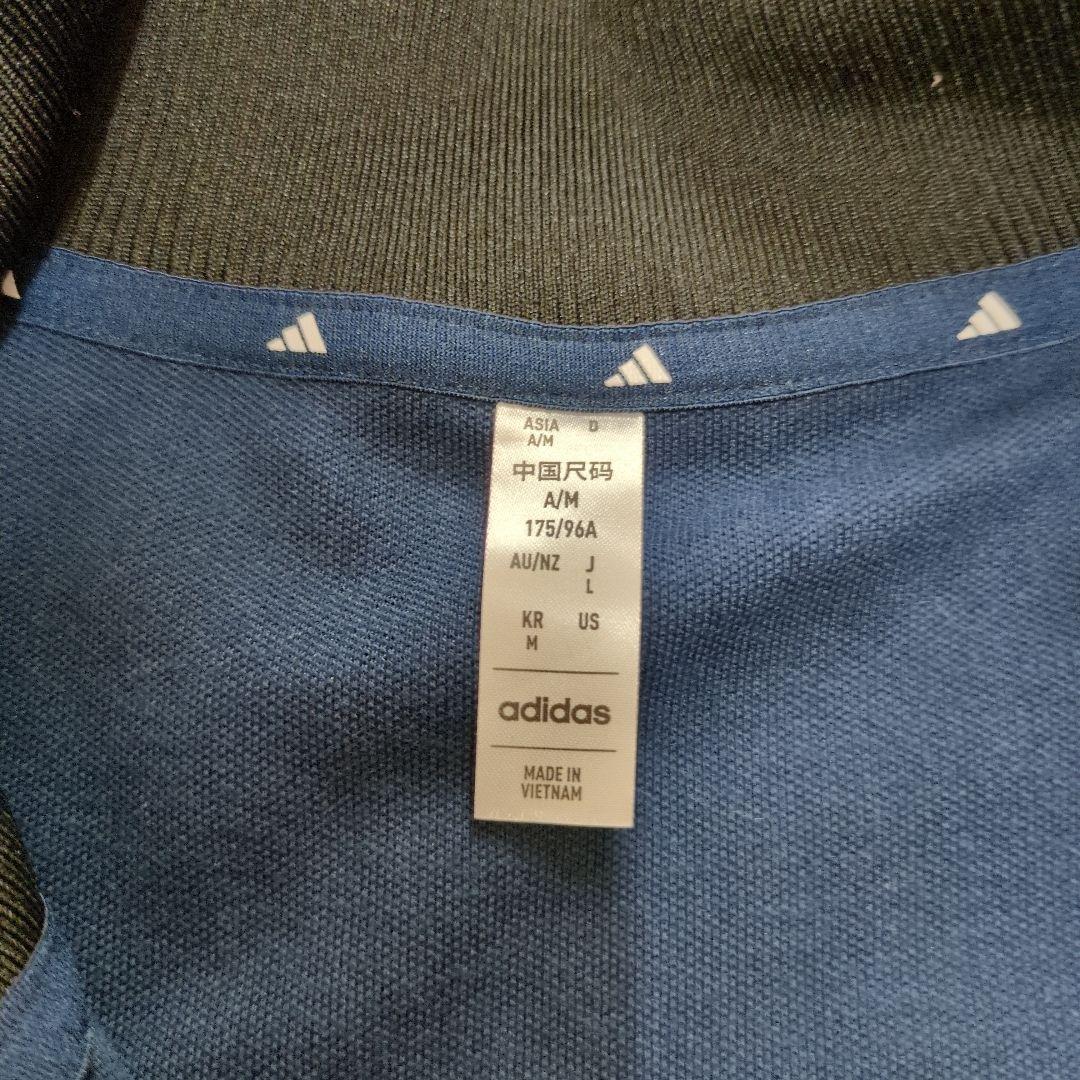 ASIA D
A/M
中国尺码
A/M
175/96A
AU/NZ J
L
KR US
M
adidas
MADE IN
VIETNAM